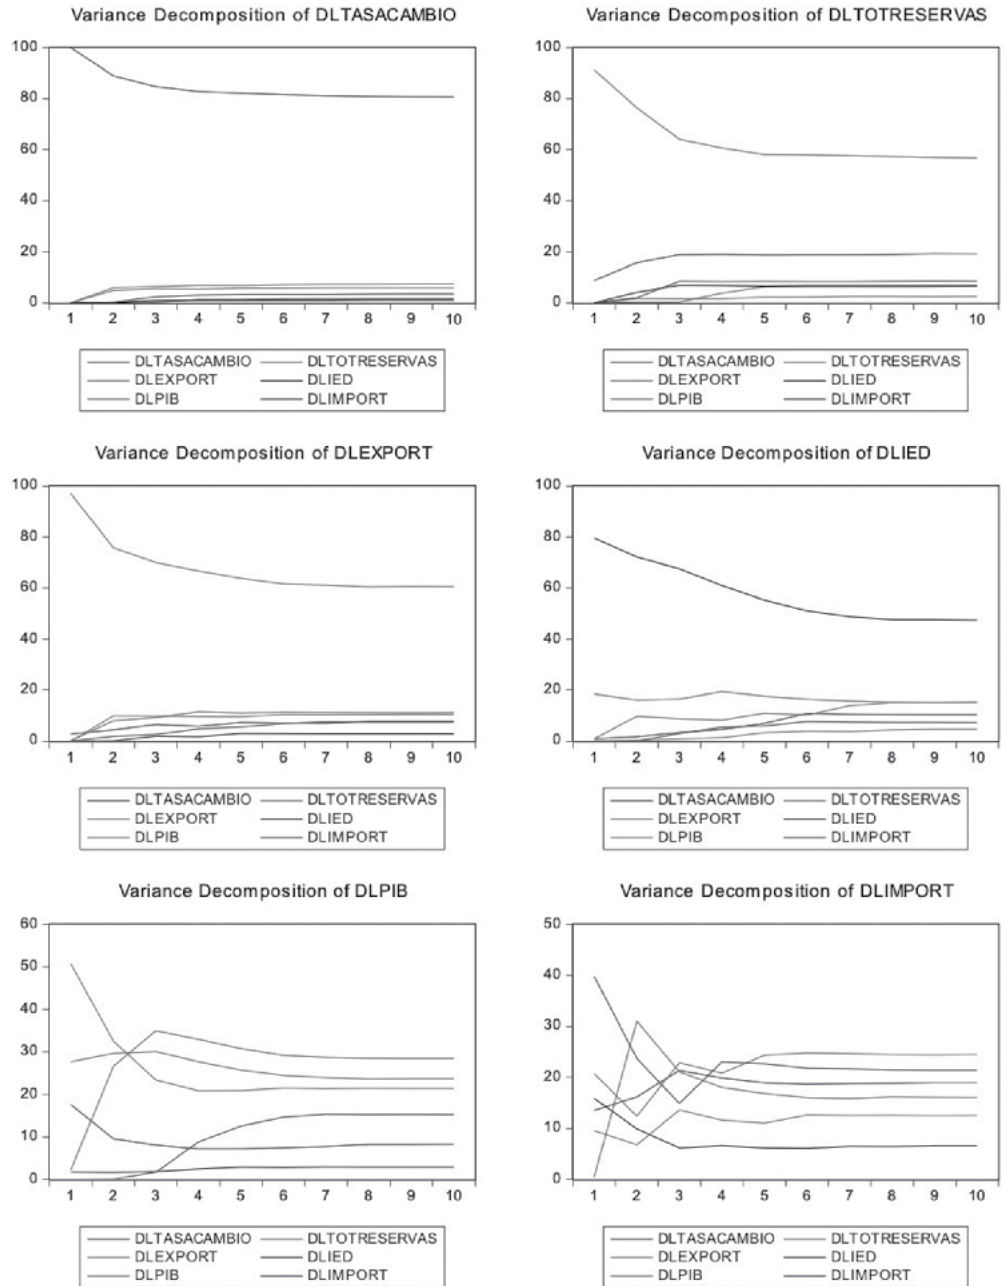 Variance Decomposition of DLTASACAMBIO
100
80
60
40
20
0
1 2 3 4 5 6 7 8 9 10
DLTASACAMBIO DLTOTRESERVAS
DLEXPORT DLIED
DLPIB DLIMPORT
Variance Decomposition of DLTOTRESERVAS
100
80
60
40
20
0
1 2 3 4 5 6 7 8 9 10
DLTASACAMBIO DLTOTRESERVAS
DLEXPORT DLIED
DLPIB DLIMPORT
Variance Decomposition of DLEXPORT
100
80
60
40
20
0
1 2 3 4 5 6 7 8 9 10
DLTASACAMBIO DLTOTRESERVAS
DLEXPORT DLIED
DLPIB DLIMPORT
Variance Decomposition of DLIED
100
80
60
40
20
0
1 2 3 4 5 6 7 8 9 10
DLTASACAMBIO DLTOTRESERVAS
DLEXPORT DLIED
DLPIB DLIMPORT
Variance Decomposition of DLPIB
60
50
40
30
20
10
0
1 2 3 4 5 6 7 8 9 10
DLTASACAMBIO DLTOTRESERVAS
DLEXPORT DLIED
DLPIB DLIMPORT
Variance Decomposition of DLIMPORT
50
40
30
20
10
0
1 2 3 4 5 6 7 8 9 10
DLTASACAMBIO DLTOTRESERVAS
DLEXPORT DLIED
DLPIB DLIMPORT